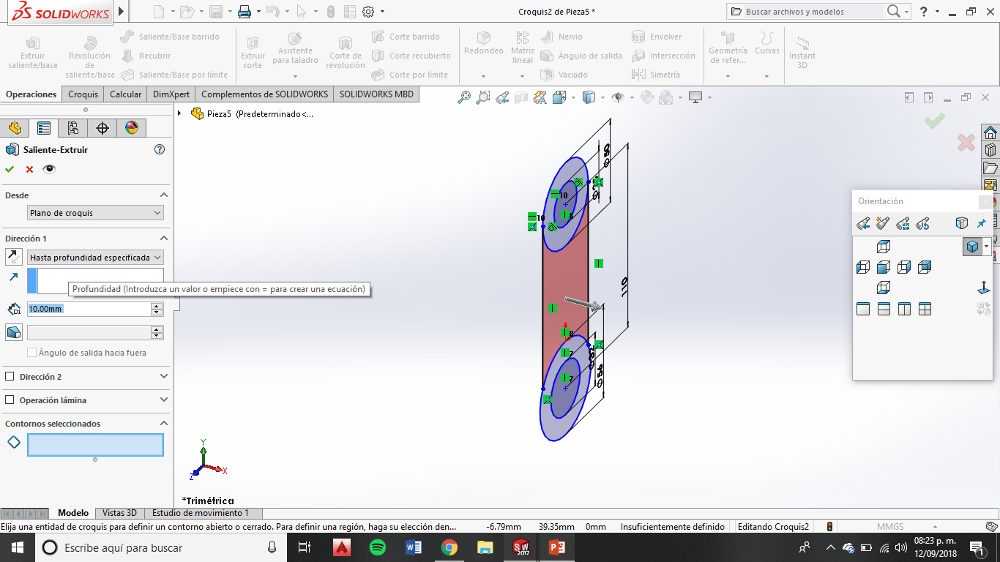 SOLIDWORKS
Croquis2 de Pieza5 *
Buscar archivos y modelos
?
Extruir saliente/base
Revolución de saliente/base
Saliente/Base barrido
Recubrir
Saliente/Base por límite
Extruir corte
Asistente para taladro
Corte de revolución
Corte barrido
Corte recubierto
Corte por límite
Redondeo
Matriz lineal
Nervio
Ángulo de salida
Vaciado
Envolver
Intersección
Simetría
Geometría de refer...
Curvas
Instant 3D
Operaciones
Croquis
Calcular
DimXpert
Complementos de SOLIDWORKS
SOLIDWORKS MBD
Pieza5 (Predeterminado<...
Saliente-Extruir
?
Desde
Plano de croquis
Dirección 1
Hasta profundidad especificada
Profundidad (Introduzca un valor o empiece con = para crear una ecuación)
D1
10.00mm
Ángulo de salida hacia fuera
Dirección 2
Operación lámina
Contornos seleccionados
Ø50
10
10
8
110
8
7
7
Ø56
Y
X
Z
*Trimétrica
Orientación
Modelo
Vistas 3D
Estudio de movimiento 1
Elija una entidad de croquis para definir un contorno abierto o cerrado. Para definir una región, haga su elección den...
-6.79mm
39.35mm
0mm
Insuficientemente definido
Editando Croquis2
MMGS
Escribe aquí para buscar
SW
2017
08:23 p. m.
12/09/2018
1